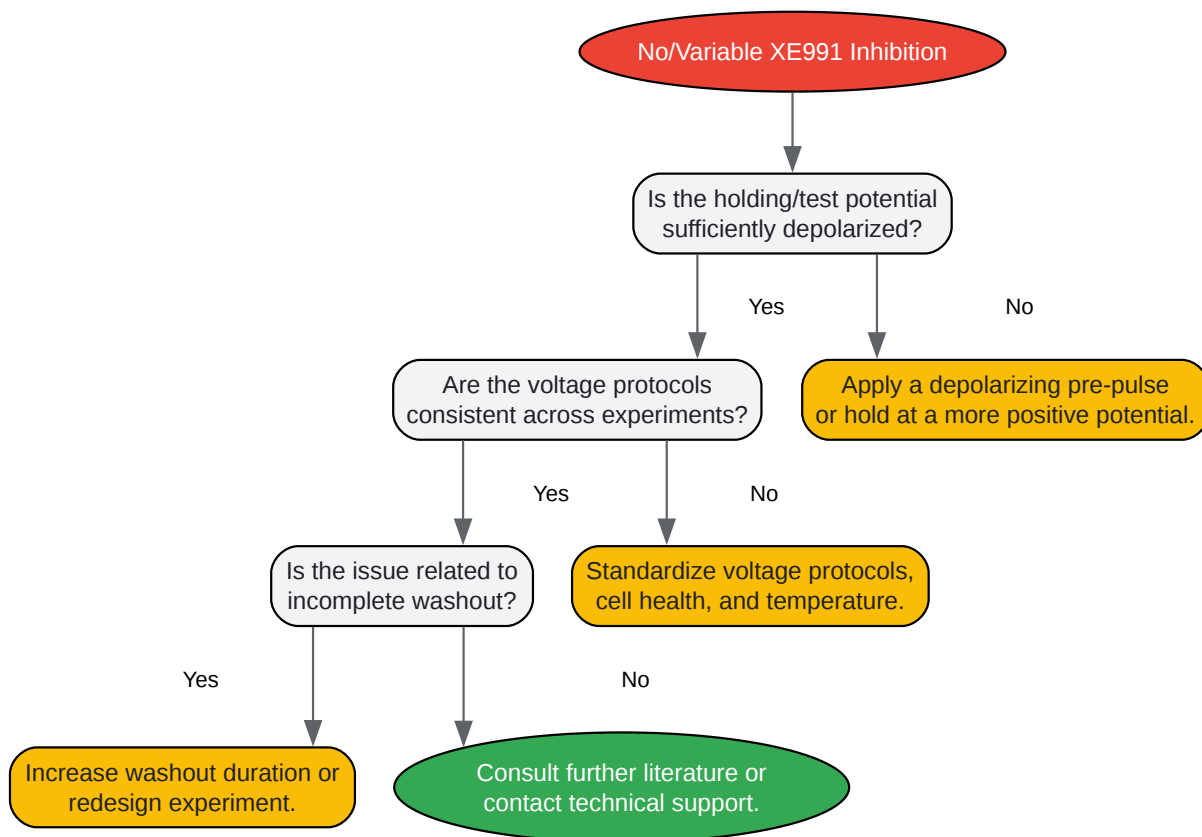 No/Variable XE991 Inhibition
Is the holding/test potential
sufficiently depolarized?
Yes
No
Are the voltage protocols
consistent across experiments?
Apply a depolarizing pre-pulse
or hold at a more positive potential.
Yes
No
Is the issue related to
incomplete washout?
Standardize voltage protocols,
cell health, and temperature.
Yes
No
Increase washout duration or
redesign experiment.
Consult further literature or
contact technical support.